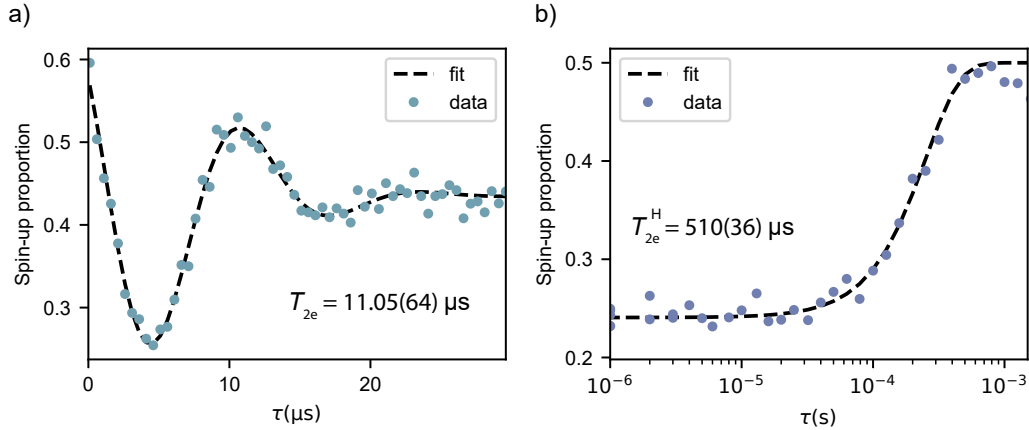 a)
0.6
0.5
0.4
0.3
Spin-up proportion
fit
data
T2e = 11.05(64) µs
0 10 20
τ(µs)
b)
0.5
0.4
0.3
0.2
Spin-up proportion
fit
data
T2eH = 510(36) µs
10−6 10−5 10−4 10−3
τ(s)